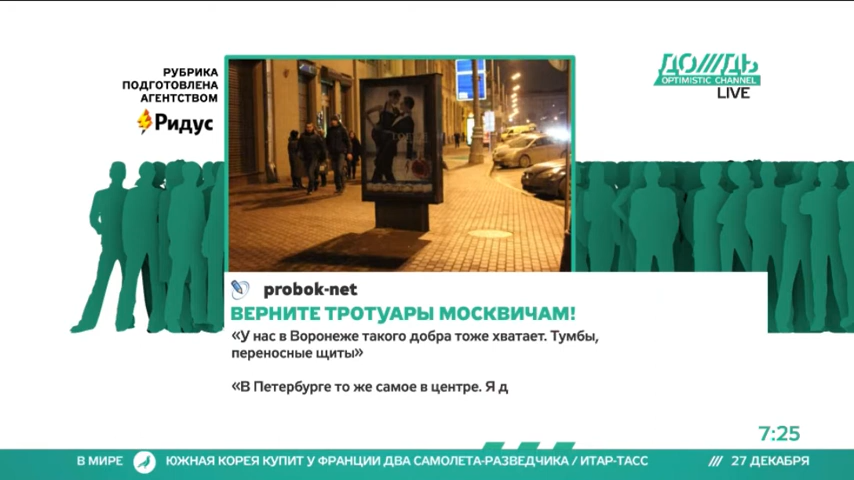 РУБРИКА
ПОДГОТОВЛЕНА
АГЕНТСТВОМ
Ридус
ДОЖДЬ
OPTIMISTIC CHANNEL
LIVE
probok-net
ВЕРНИТЕ ТРОТУАРЫ МОСКВИЧАМ!
«У нас в Воронеже такого добра тоже хватает. Тумбы,
переносные щиты»
«В Петербурге то же самое в центре. Я д
7:25
В МИРЕ ЮЖНАЯ КОРЕЯ КУПИТ У ФРАНЦИИ ДВА САМОЛЕТА-РАЗВЕДЧИКА / ИТАР-ТАСС /// 27 ДЕКАБРЯ